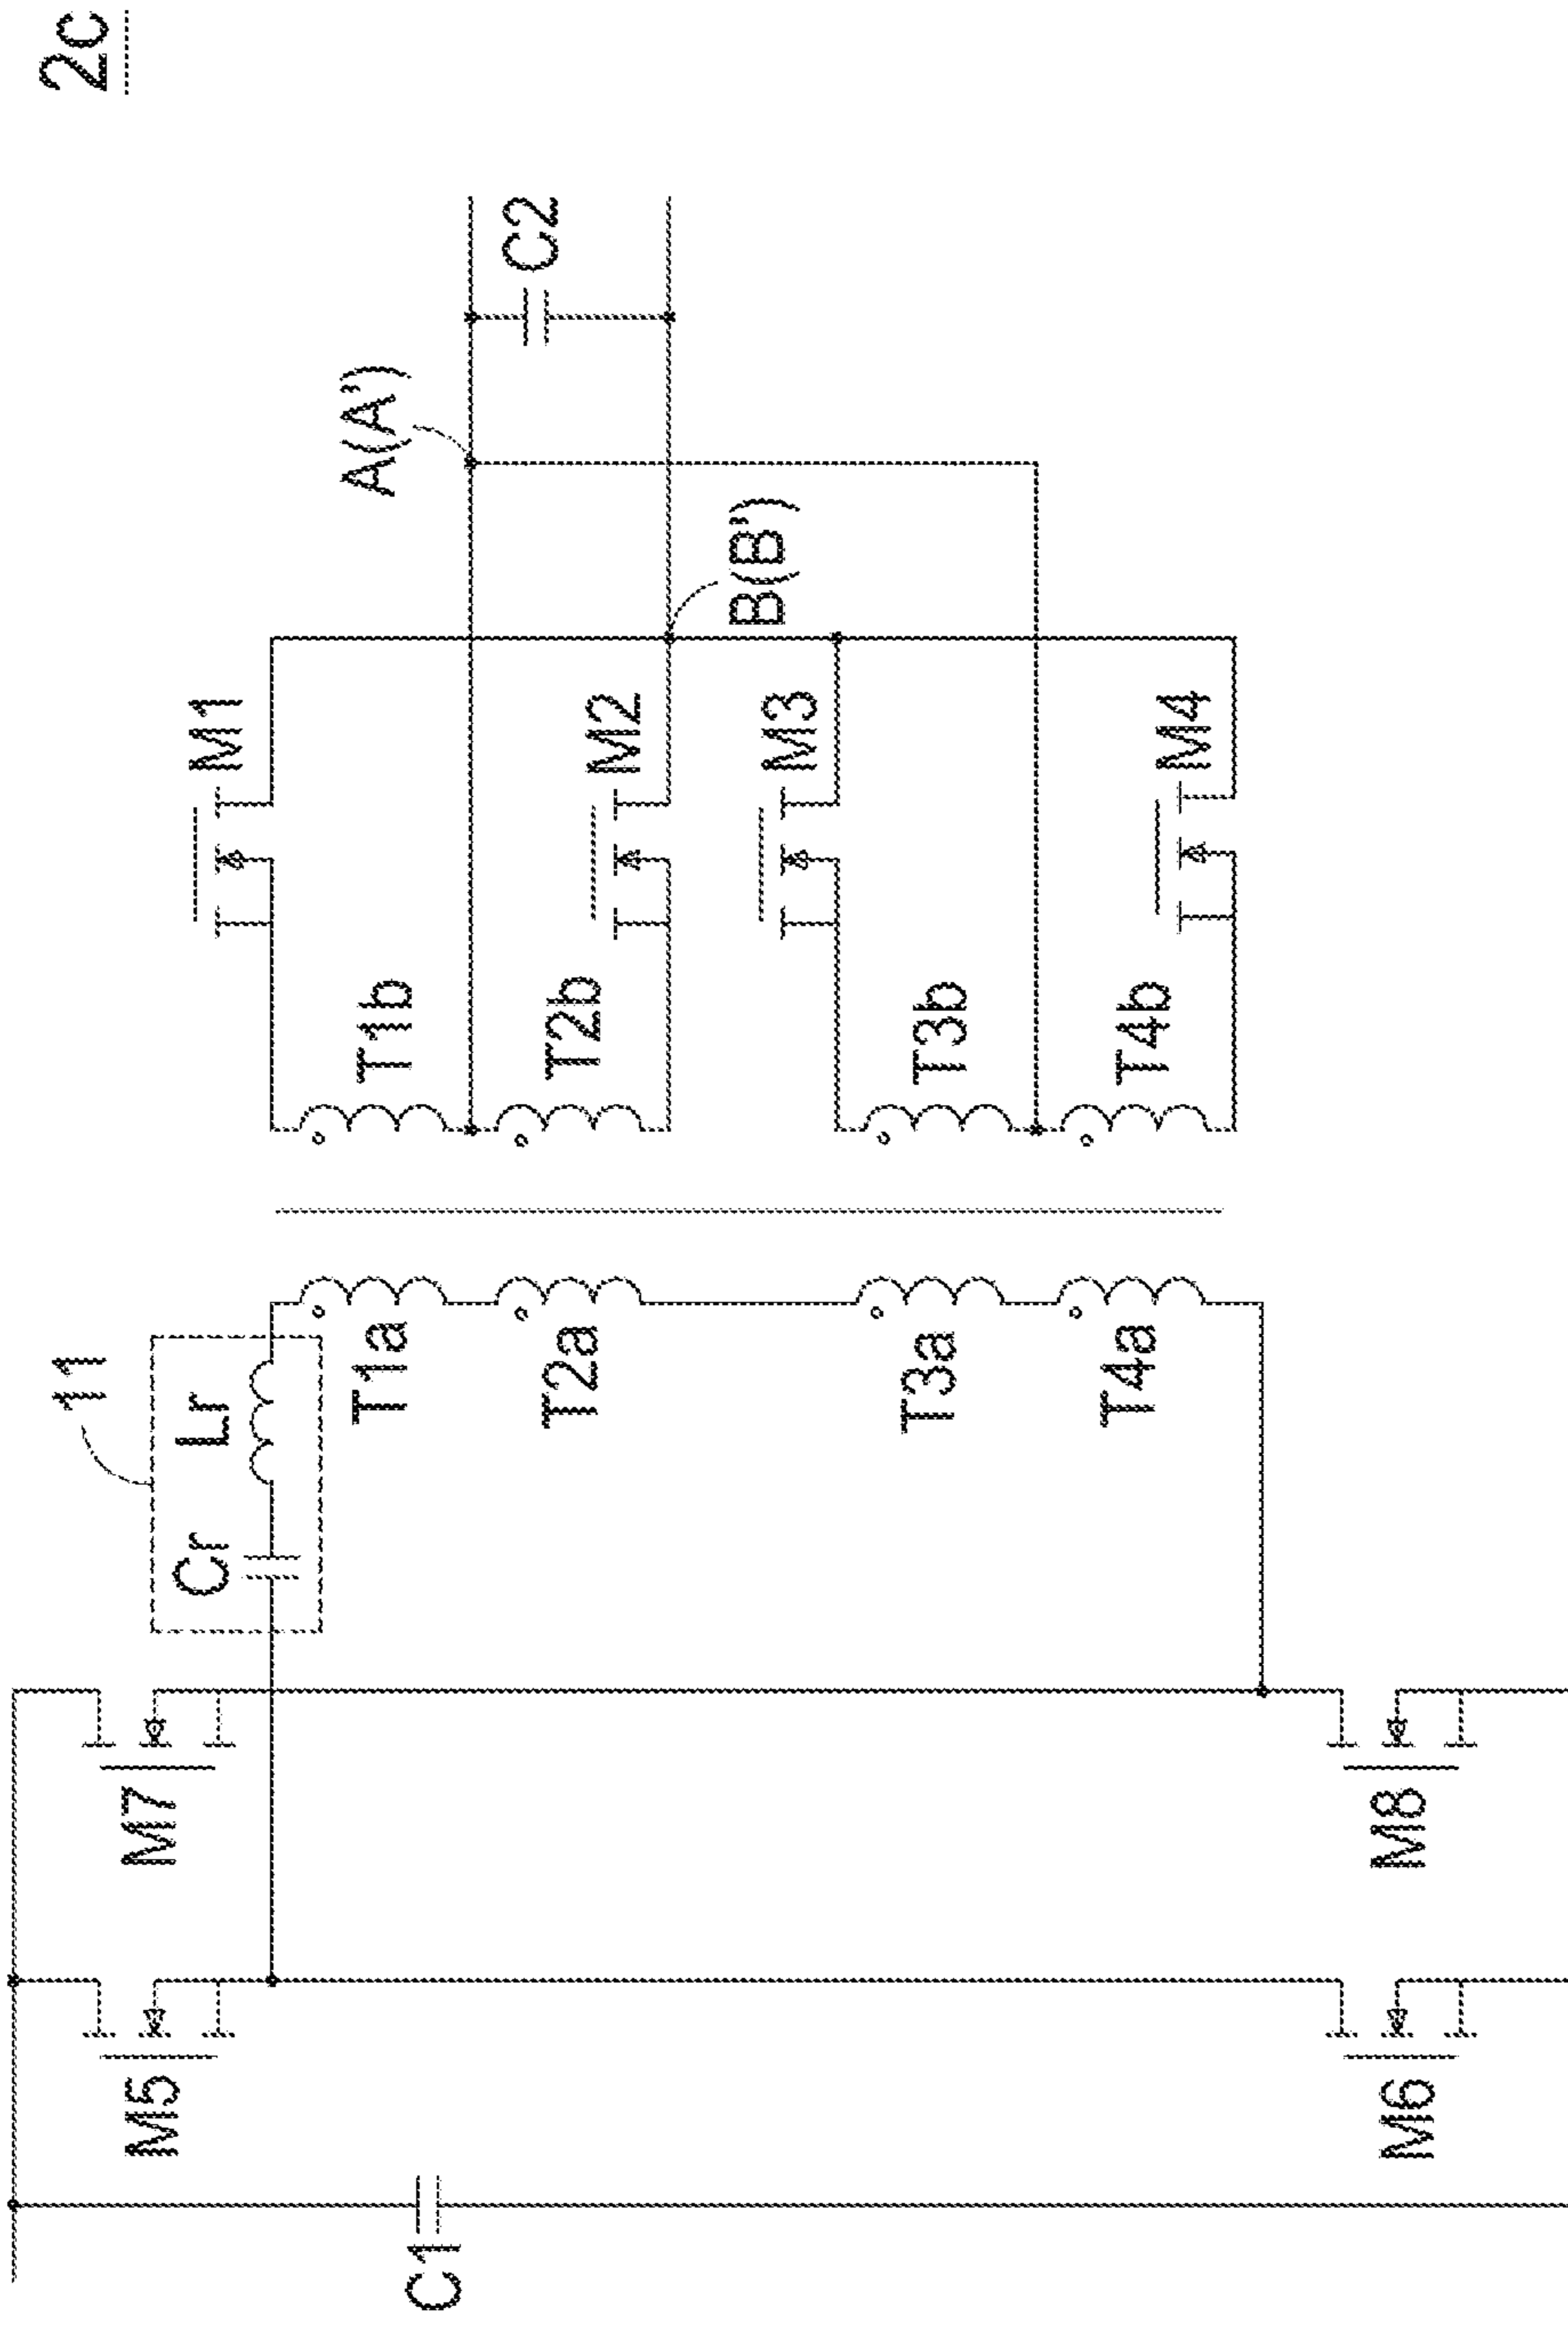 2c
M7
M5
11
Cr
Lr
M1
A(A')
C2
T1a
T1b
T2a
T2b
M2
B(B')
C1
M3
T3a
T3b
T4a
T4b
M4
M6
M8